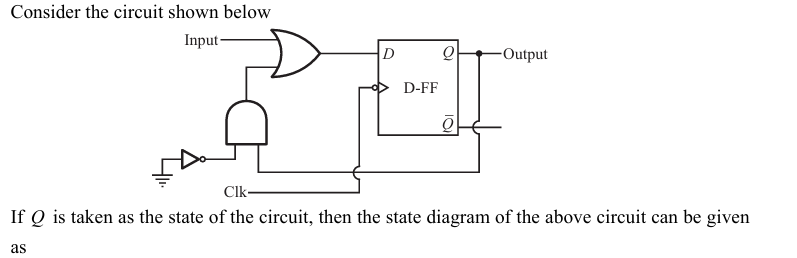 Consider the circuit shown below
Input
D
Q
Output
D-FF
Q̅
Clk
If Q is taken as the state of the circuit, then the state diagram of the above circuit can be given
as